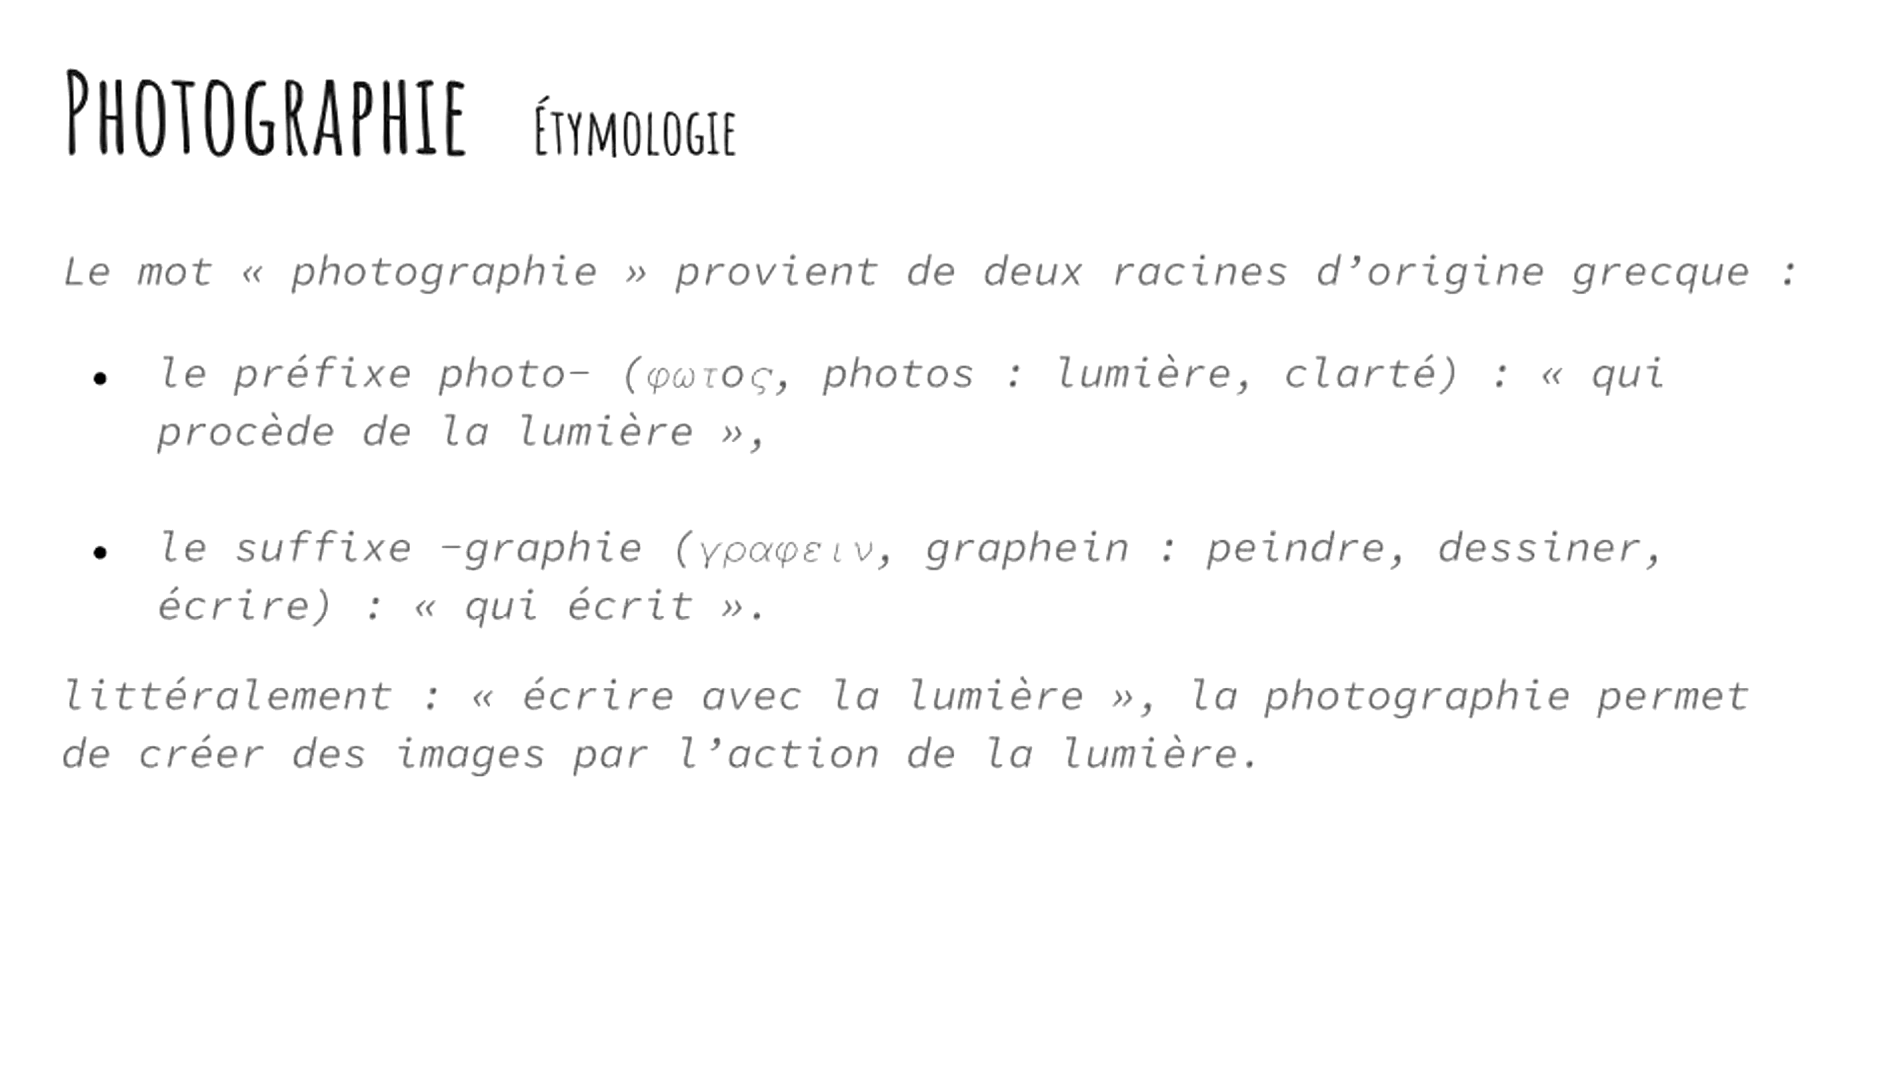 Photographie Étymologie
Le mot « photographie » provient de deux racines d’origine grecque :
• le préfixe photo- (φωτος, photos : lumière, clarté) : « qui
procède de la lumière »,
• le suffixe -graphie (γραφειν, graphein : peindre, dessiner,
écrire) : « qui écrit ».
littéralement : « écrire avec la lumière », la photographie permet
de créer des images par l’action de la lumière.